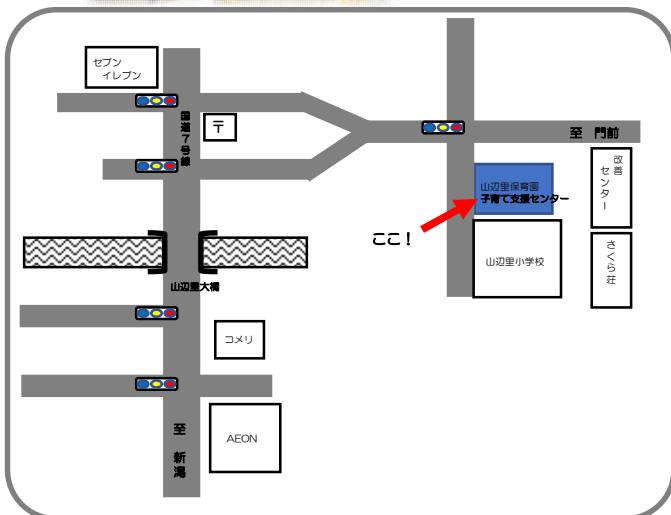 セブン
イレブン
国道7号線
〒
至 門前
山辺里保育園
子育て支援センター
改善
センター
ここ!
山辺里小学校
さくら荘
山辺里大橋
コメリ
AEON
至 新潟